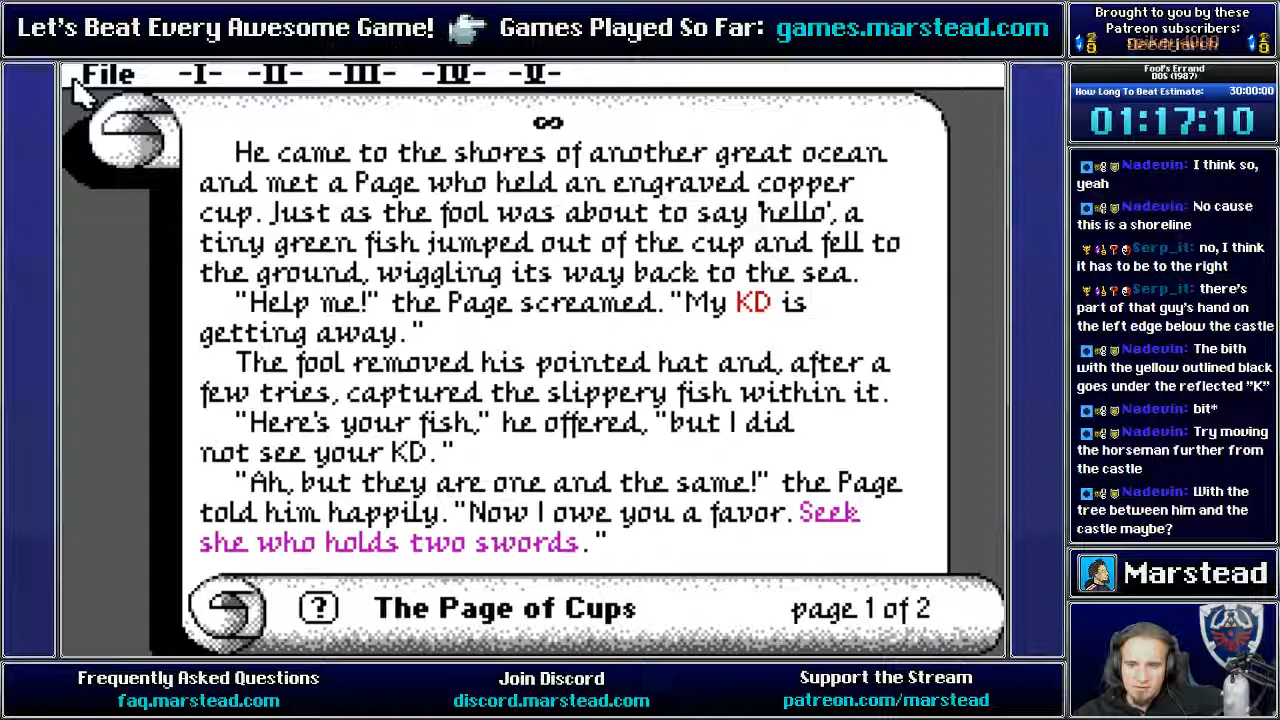 Let's Beat Every Awesome Game! Games Played So Far: games.marstead.com
Brought to you by these
Patreon subscribers:
File -I- -II- -III- -IV- -V-
Fool's Errand
DOS (1987)
How Long To Beat Estimate: 30:00:00
01:17:10
∞
He came to the shores of another great ocean
and met a Page who held an engraved copper
cup. Just as the fool was about to say 'hello', a
tiny green fish jumped out of the cup and fell to
the ground, wiggling its way back to the sea.
"Help me!" the Page screamed. "My KD is
getting away."
The fool removed his pointed hat and, after a
few tries, captured the slippery fish within it.
"Here's your fish," he offered, "but I did
not see your KD."
"Ah, but they are one and the same!" the Page
told him happily. "Now I owe you a favor. Seek
she who holds two swords."
? The Page of Cups page 1 of 2
Nadevin: I think so,
yeah
Nadevin: No cause
this is a shoreline
Serp_it: no, I think
it has to be to the right
Serp_it: there's
part of that guy's hand on
the left edge below the castle
Nadevin: The bith
with the yellow outlined black
goes under the reflected "K"
Nadevin: bit*
Nadevin: Try moving
the horseman further from
the castle
Nadevin: With the
tree between him and the
castle maybe?
Marstead
Frequently Asked Questions
faq.marstead.com
Join Discord
discord.marstead.com
Support the Stream
patreon.com/marstead